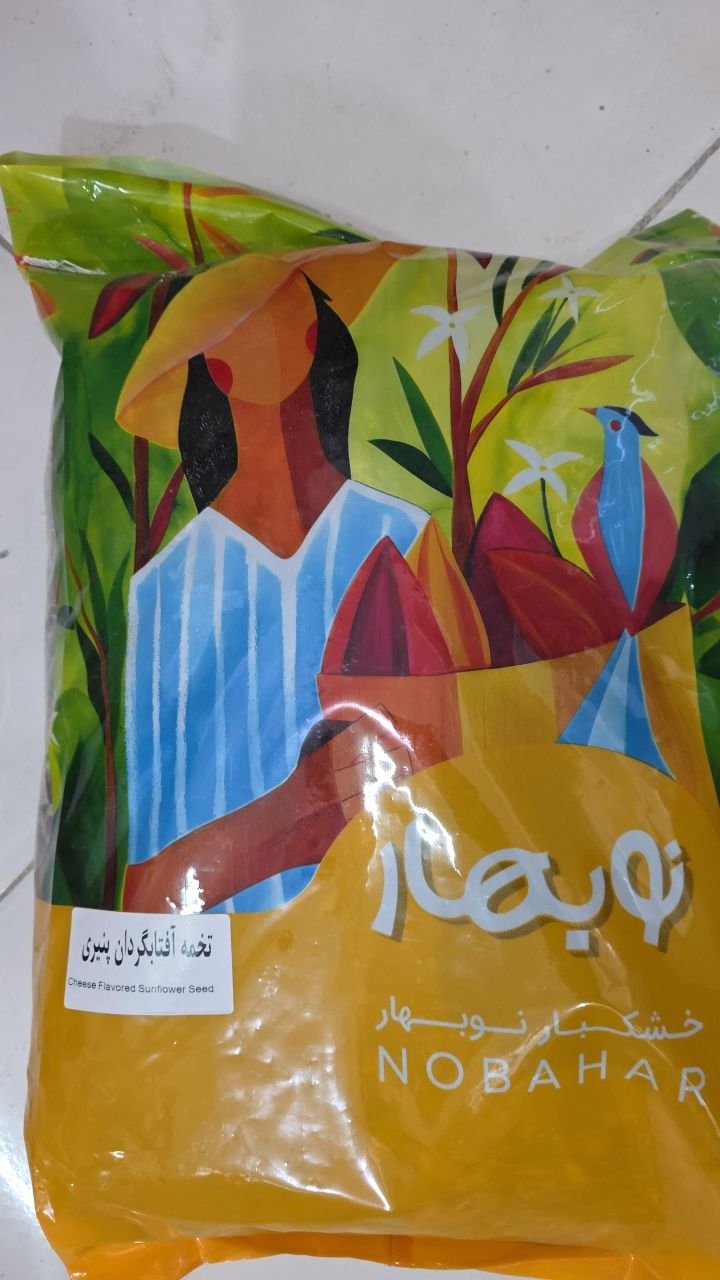 نوبهار
خشکبار نوبهار
NOBAHAR
تخمه آفتابگردان پنیری
Cheese Flavored Sunflower Seed